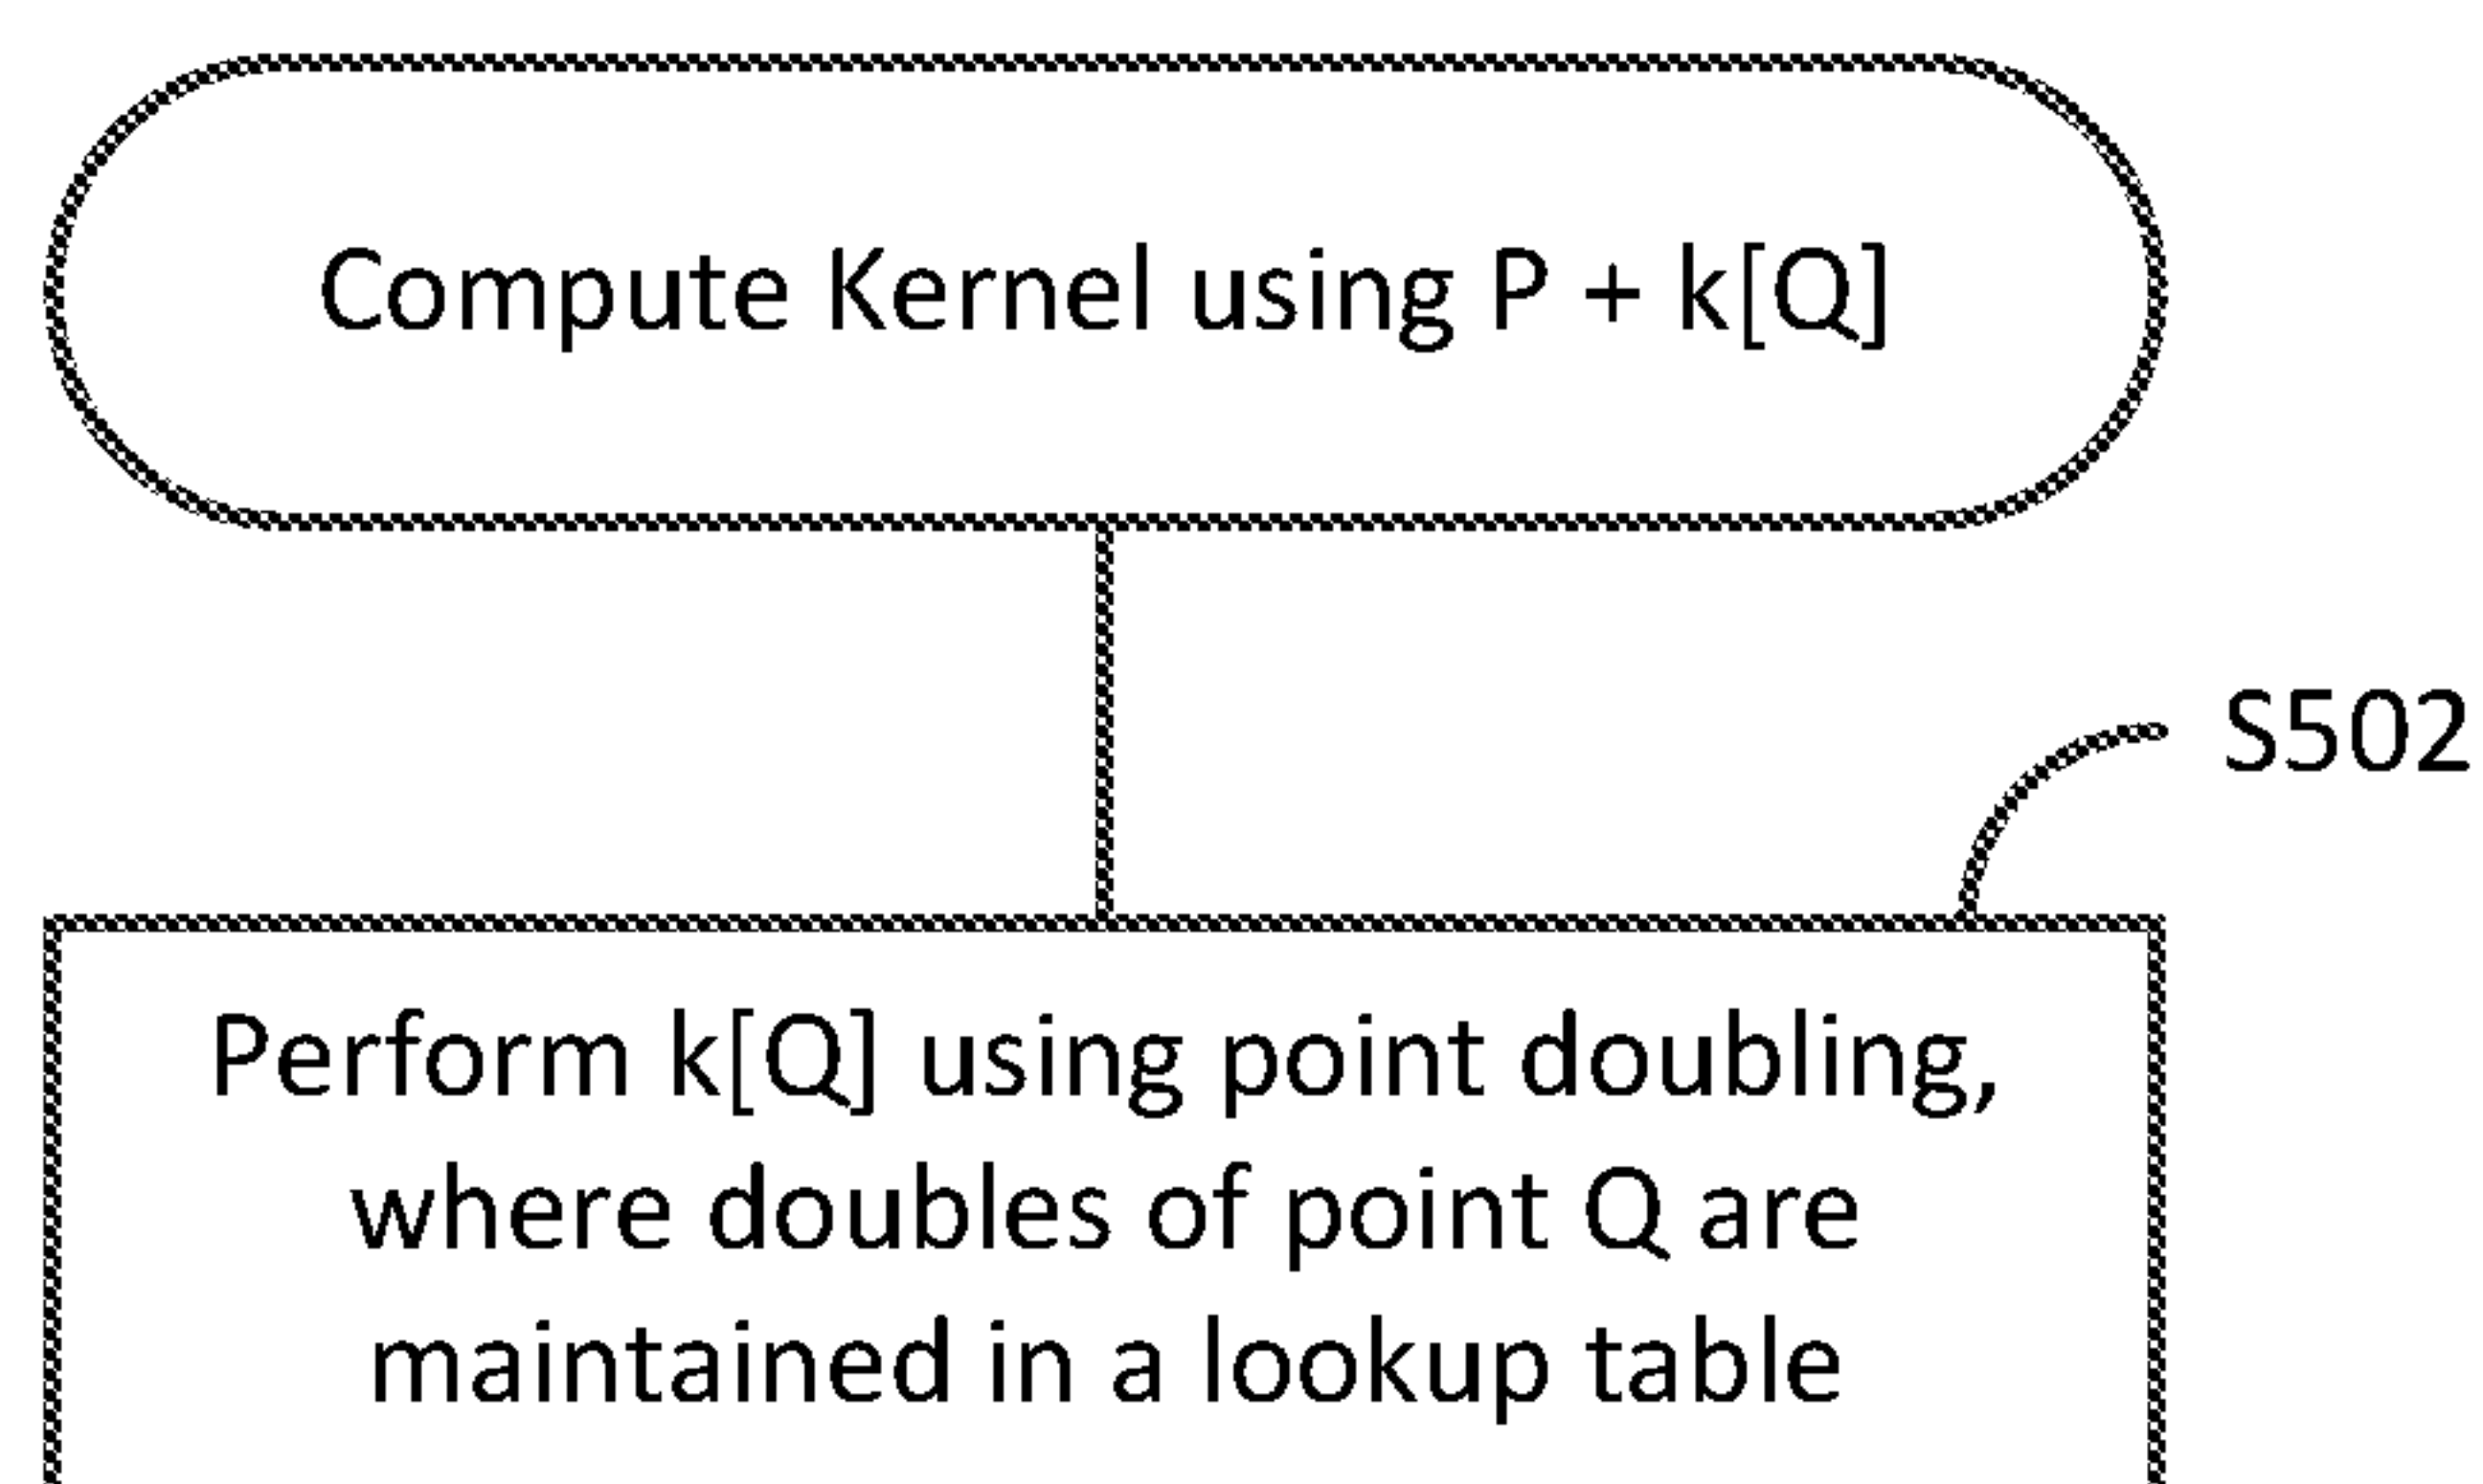 Compute Kernel using P + k[Q]
S502
Perform k[Q] using point doubling,
where doubles of point Q are
maintained in a lookup table